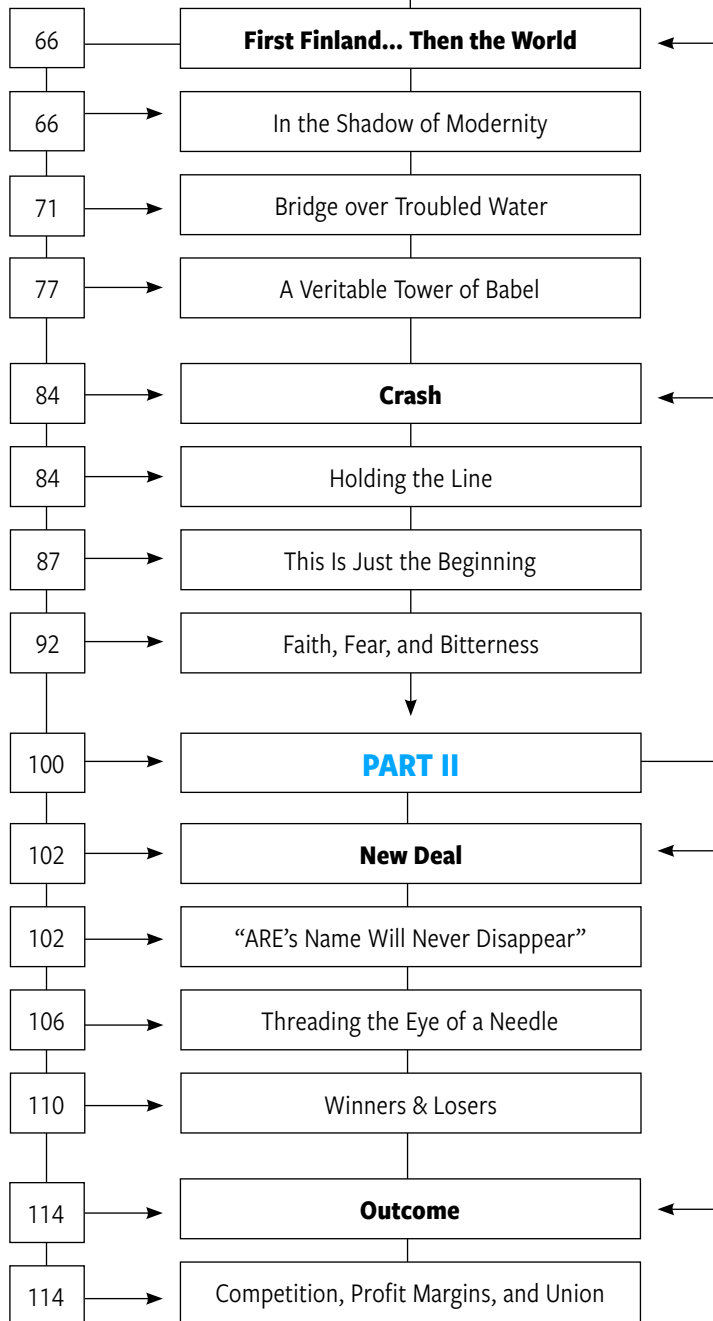 66 First Finland... Then the World
66 In the Shadow of Modernity
71 Bridge over Troubled Water
77 A Veritable Tower of Babel
84 Crash
84 Holding the Line
87 This Is Just the Beginning
92 Faith, Fear, and Bitterness
100 PART II
102 New Deal
102 “ARE’s Name Will Never Disappear”
106 Threading the Eye of a Needle
110 Winners & Losers
114 Outcome
114 Competition, Profit Margins, and Union